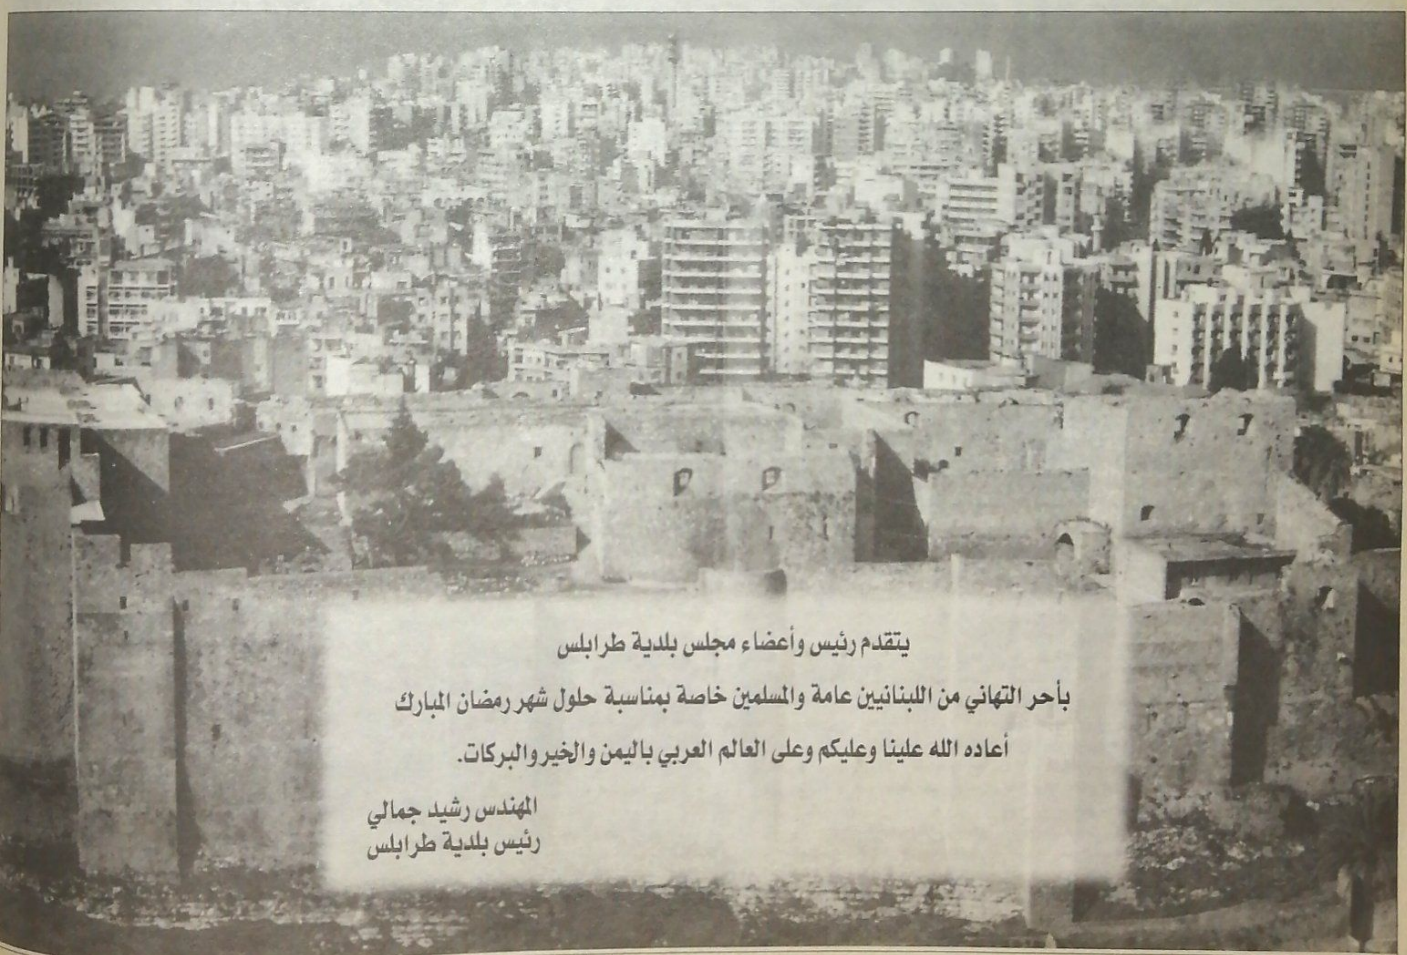 يتقدم رئيس وأعضاء مجلس بلدية طرابلس
بأحر التهاني من اللبنانيين عامة والمسلمين خاصة بمناسبة حلول شهر رمضان المبارك
أعاده الله علينا وعليكم وعلى العالم العربي باليمن والخير والبركات.
المهندس رشيد جمالي
رئيس بلدية طرابلس